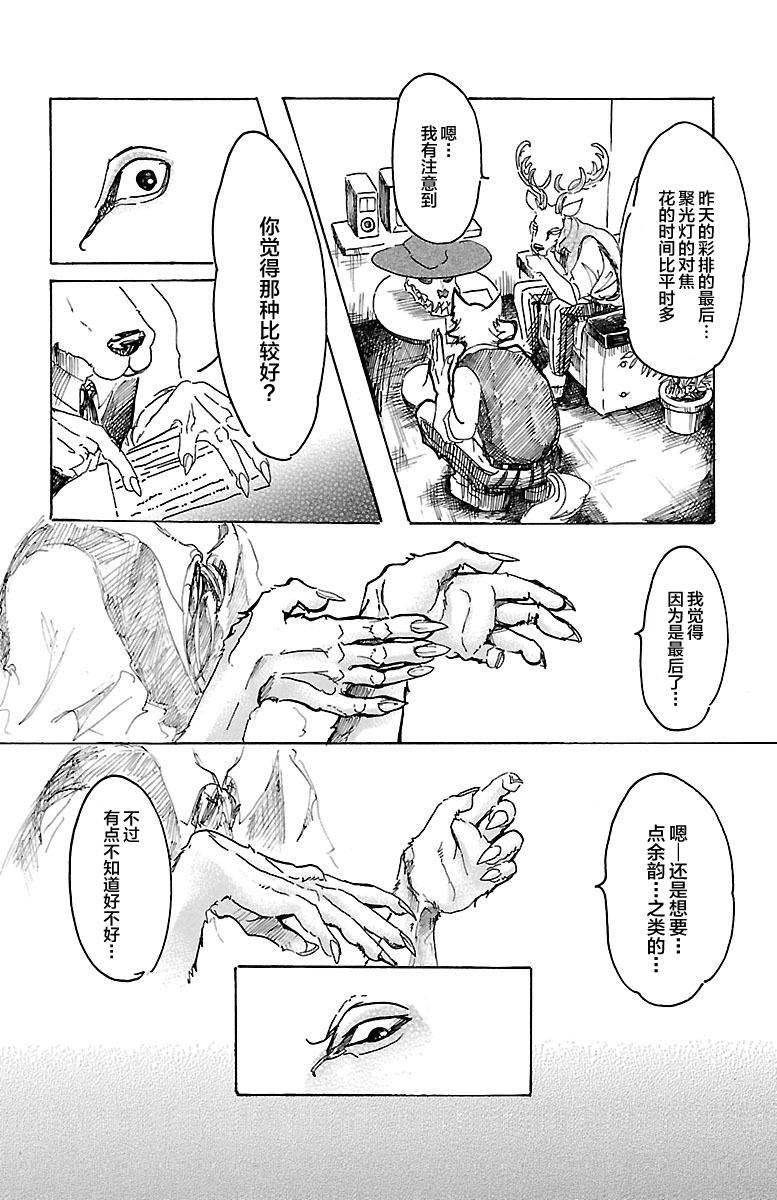 昨天的彩排的最后…
聚光灯的对焦
花的时间比平时多
嗯…
我有注意
到
你觉得那种比较好？
我觉得
因为是最后了…
嗯—还是想要…
点余韵…之类的…
不过
有点不知道好不好…